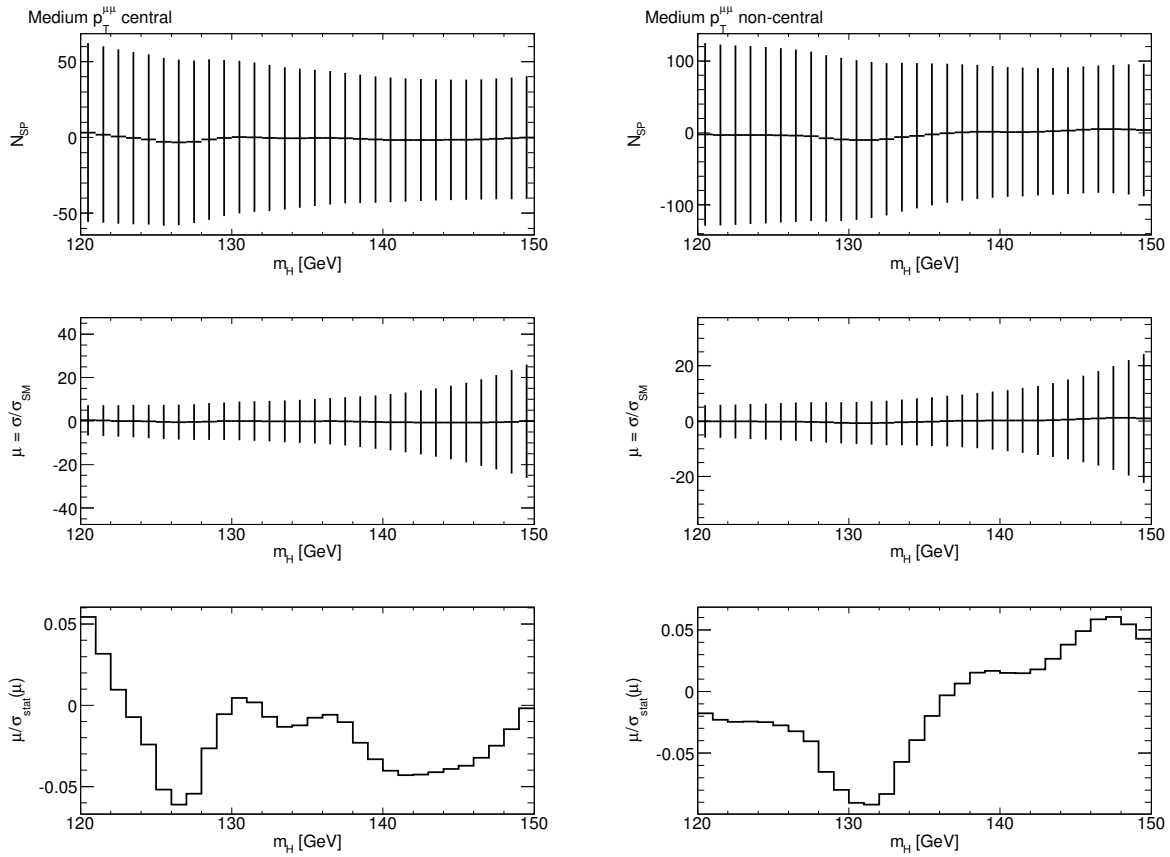 Medium p_T^μμ central
50
0
-50
N_SP
120 130 140 150
m_H [GeV]
Medium p_T^μμ non-central
100
0
-100
N_SP
120 130 140 150
m_H [GeV]
40
20
0
-20
-40
μ = σ/σ_SM
120 130 140 150
m_H [GeV]
20
0
-20
μ = σ/σ_SM
120 130 140 150
m_H [GeV]
0.05
0
-0.05
μ/σ_stat(μ)
120 130 140 150
m_H [GeV]
0.05
0
-0.05
μ/σ_stat(μ)
120 130 140 150
m_H [GeV]